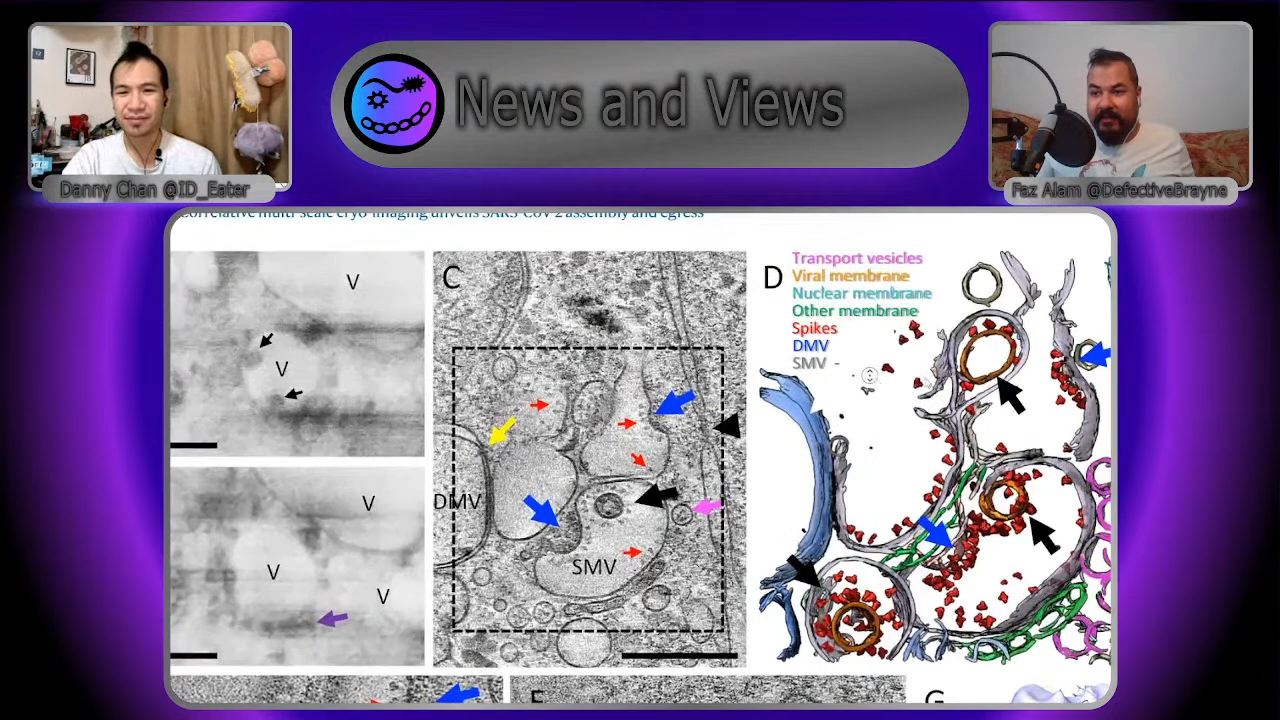 News and Views
Danny Chan @ID_Eater
Faz Alam @DefectiveBrayne
Correlative multi-scale cryo-imaging unveils SARS-CoV-2 assembly and egress
V
V
V
V
V
C
DMV
SMV
D
Transport vesicles
Viral membrane
Nuclear membrane
Other membrane
Spikes
DMV
SMV